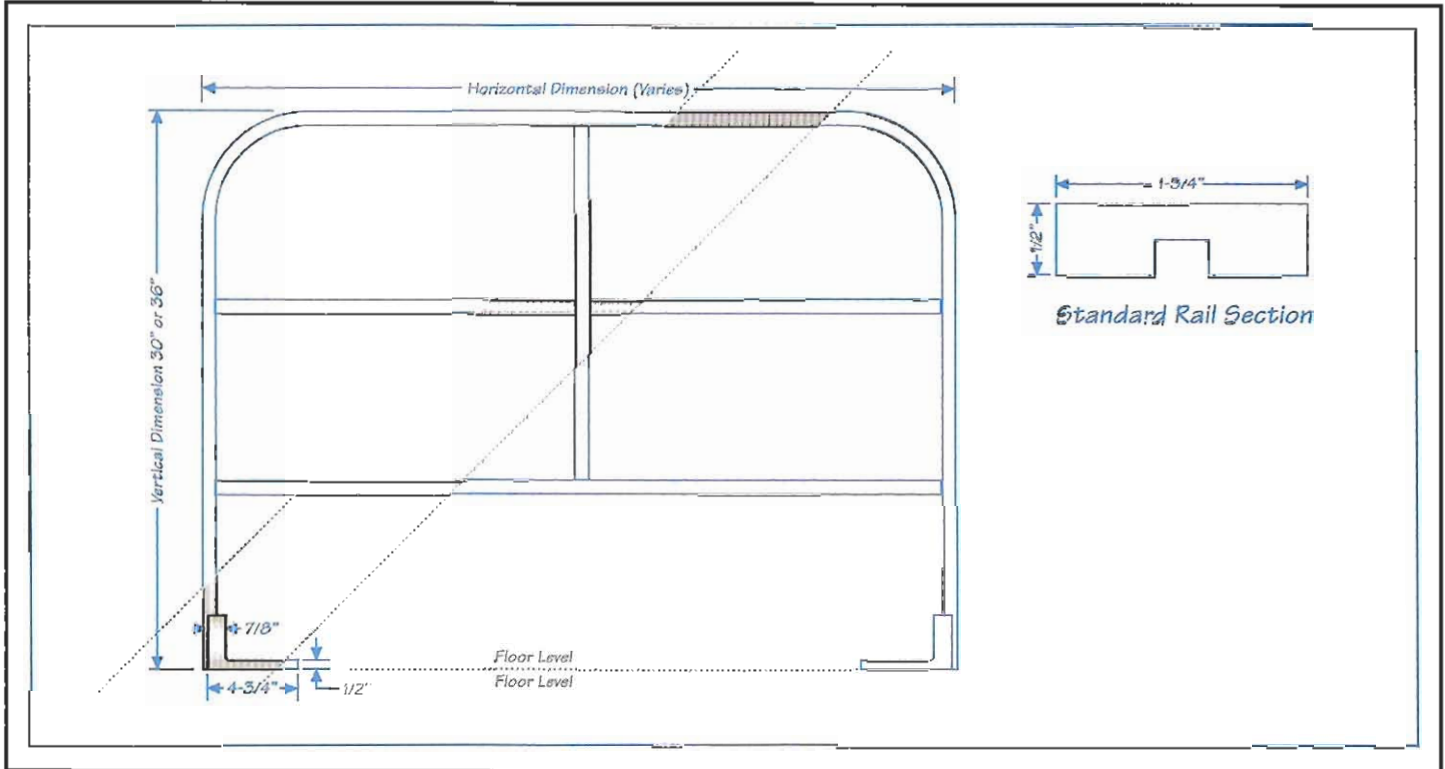 Horizontal Dimension (Varies)
Vertical Dimension 30" or 36"
1-3/4"
1/2"
Standard Rail Section
7/8"
4-3/4"
1/2"
Floor Level
Floor Level